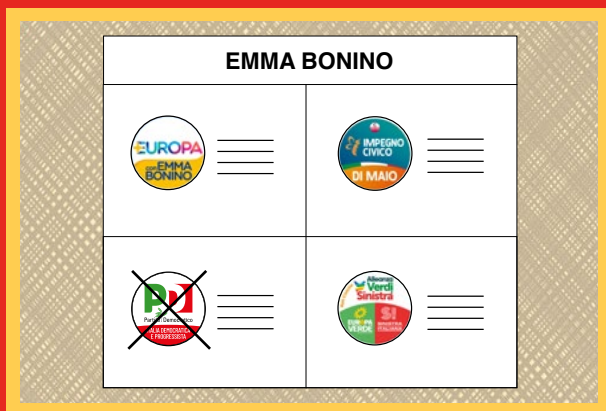 EMMA BONINO
EUROPA
CON EMMA
BONINO
IMPEGNO
CIVICO
DI MAIO
PD
Partito Democratico
ITALIA DEMOCRATICA
E PROGRESSISTA
Alleanza
Verdi
Sinistra
EUROPA
VERDE
SI
SINISTRA
ITALIANA